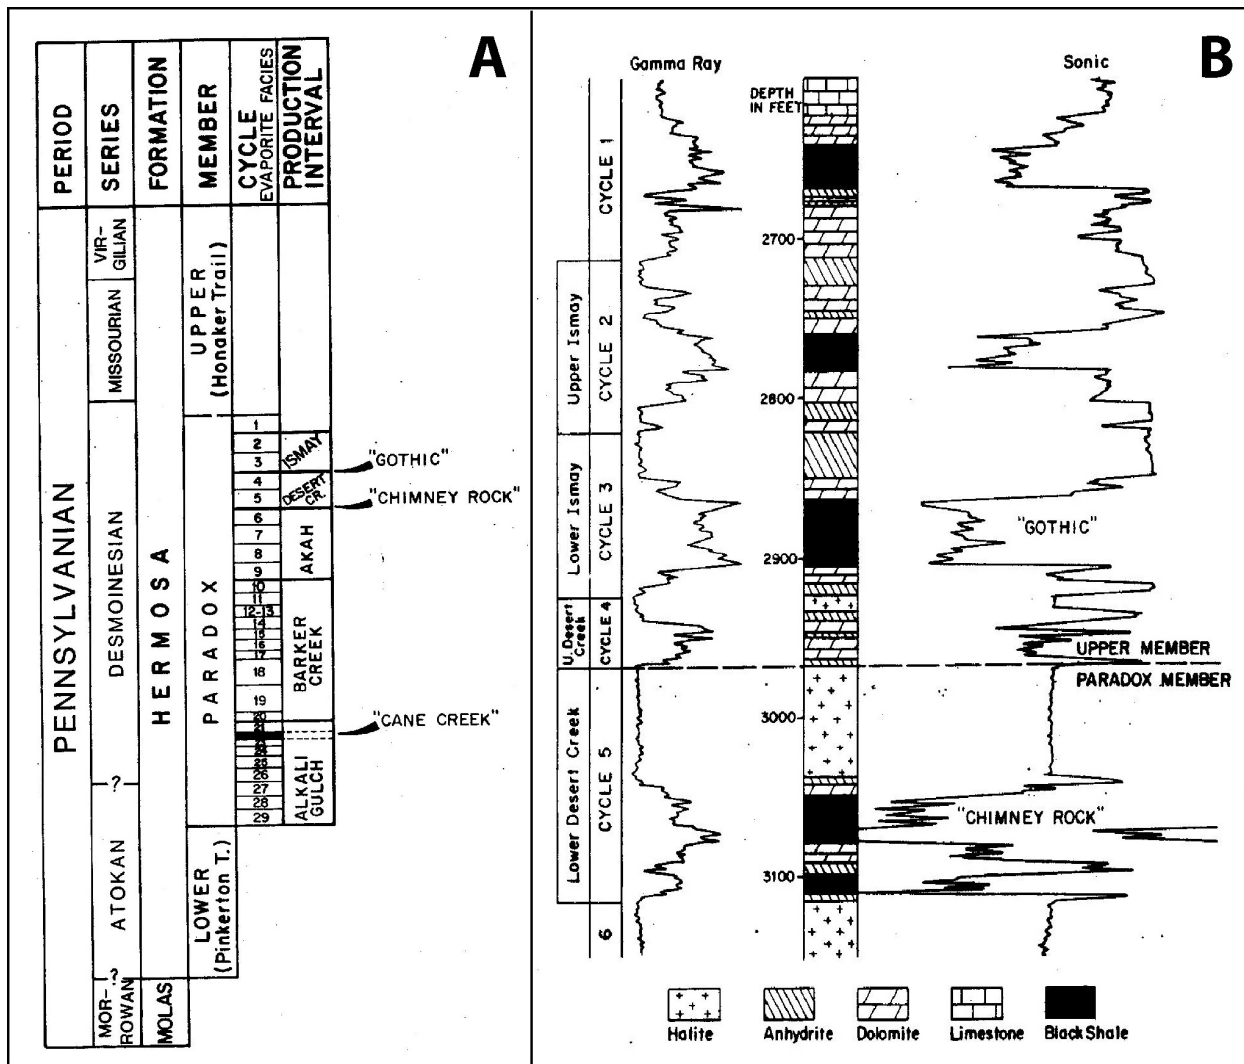 A
PERIOD
SERIES
FORMATION
MEMBER
CYCLE
EVAPORITE FACIES
PRODUCTION
INTERVAL
PENNSYLVANIAN
VIR-
GILIAN
MISSOURIAN
DESMOINESIAN
?
ATOKAN
?
MOR-
ROWAN
HERMOSA
MOLAS
UPPER
(Honaker Trail)
PARADOX
LOWER
(Pinkerton T.)
1
2
3
4
5
6
7
8
9
10
11
12-13
14
15
16
17
18
19
20
21
26
27
28
29
ISMAY
DESERT
CR.
AKAH
BARKER
CREEK
ALKALI
GULCH
"GOTHIC"
"CHIMNEY ROCK"
"CANE CREEK"
B
Gamma Ray
Sonic
DEPTH
IN FEET
2700
2800
2900
3000
3100
CYCLE 1
Upper Ismay
CYCLE 2
Lower Ismay
CYCLE 3
U. Desert
Creek
CYCLE 4
Lower Desert Creek
CYCLE 5
6
"GOTHIC"
UPPER MEMBER
PARADOX MEMBER
"CHIMNEY ROCK"
Halite
Anhydrite
Dolomite
Limestone
Black Shale